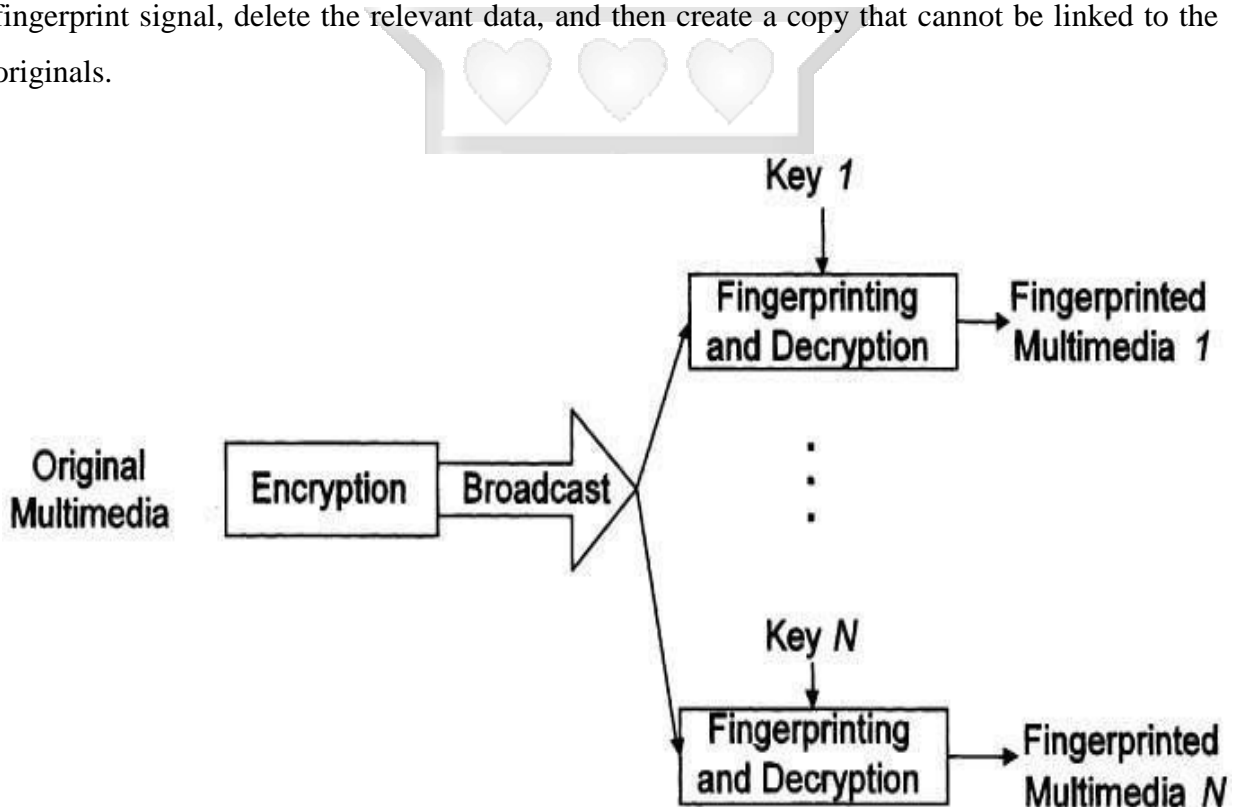 fingerprint signal, delete the relevant data, and then create a copy that cannot be linked to the
originals.
Key 1
Fingerprinting
and Decryption
Fingerprinted
Multimedia 1
Original
Multimedia
Encryption
Broadcast
Key N
Fingerprinting
and Decryption
Fingerprinted
Multimedia N